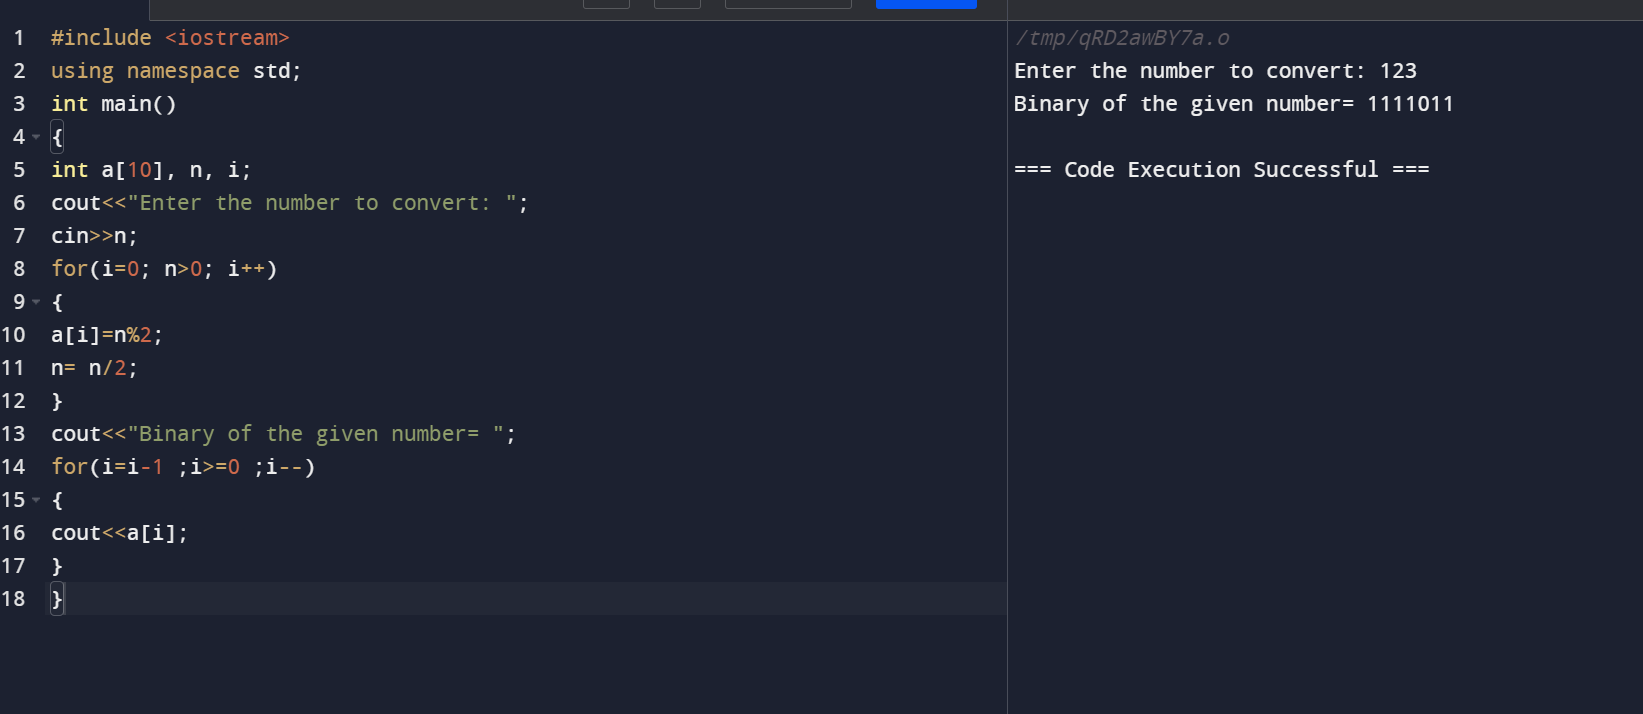 1 #include <iostream>
2 using namespace std;
3 int main()
4 {
5 int a[10], n, i;
6 cout<<"Enter the number to convert: ";
7 cin>>n;
8 for(i=0; n>0; i++)
9 {
10 a[i]=n%2;
11 n= n/2;
12 }
13 cout<<"Binary of the given number= ";
14 for(i=i-1 ;i>=0 ;i--)
15 {
16 cout<<a[i];
17 }
18 }
/tmp/qRD2awBY7a.o
Enter the number to convert: 123
Binary of the given number= 1111011
=== Code Execution Successful ===